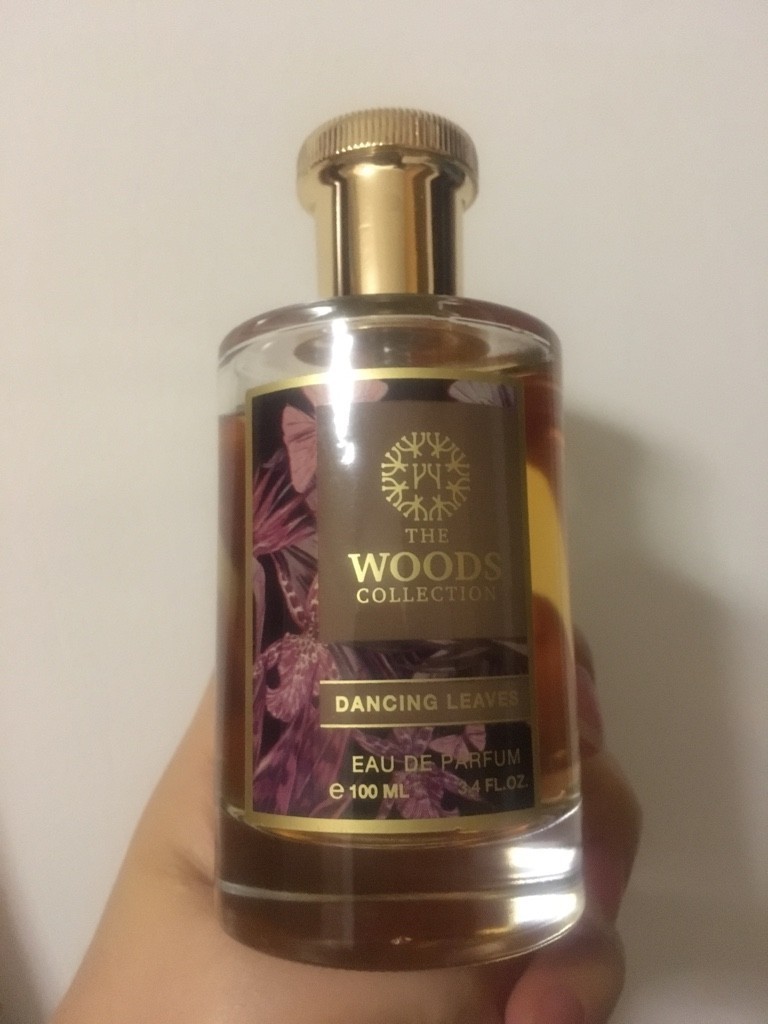 THE
WOODS
COLLECTION
DANCING LEAVES
EAU DE PARFUM
e 100 ML 3.4 FL.OZ.